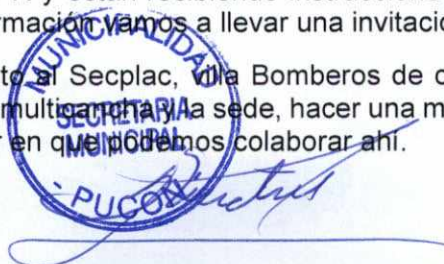 formación vamos a llevar una invitació
to al Secplac, villa Bomberos de
multicancha y la sede, hacer una m
r en que podemos colaborar ahí.
MUNICIPALIDAD
SECRETARIA
MUNICIPAL
- PUCON -